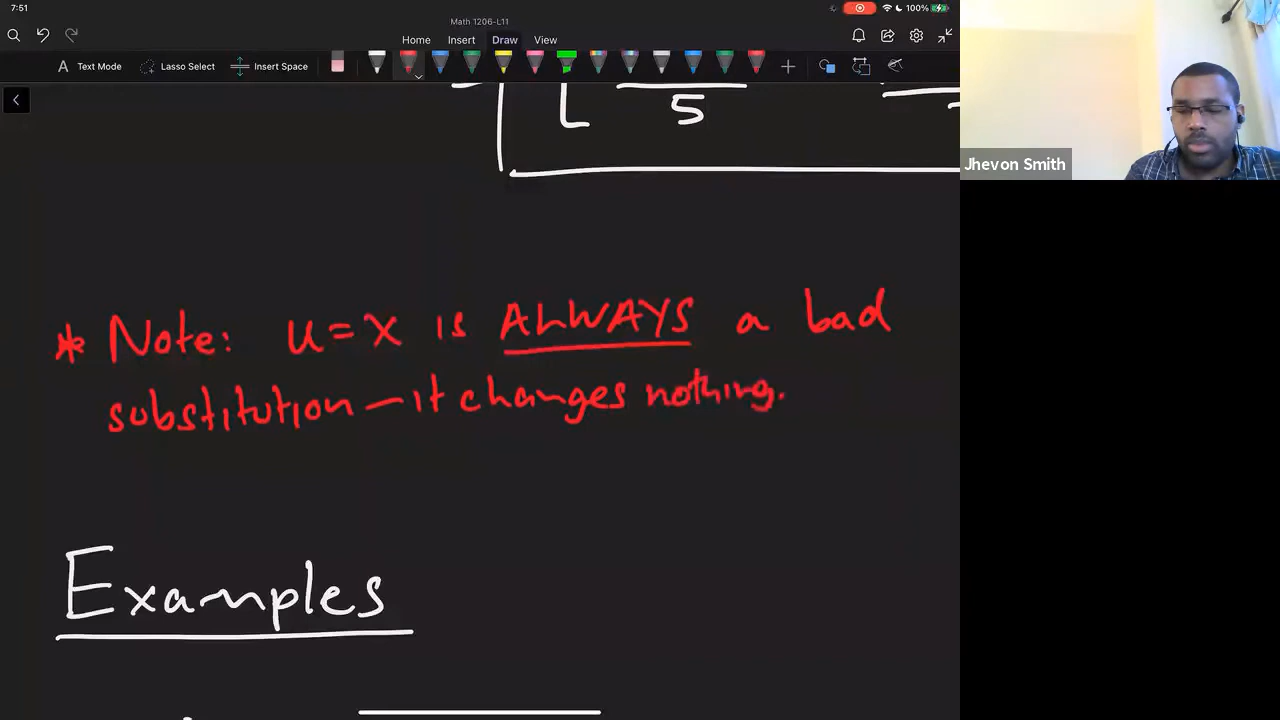 7:51
Math 1206-L11
100%
Home Insert Draw View
Text Mode Lasso Select Insert Space
L 5
Jhevon Smith
* Note: u=x is ALWAYS a bad
substitution—it changes nothing.
Examples